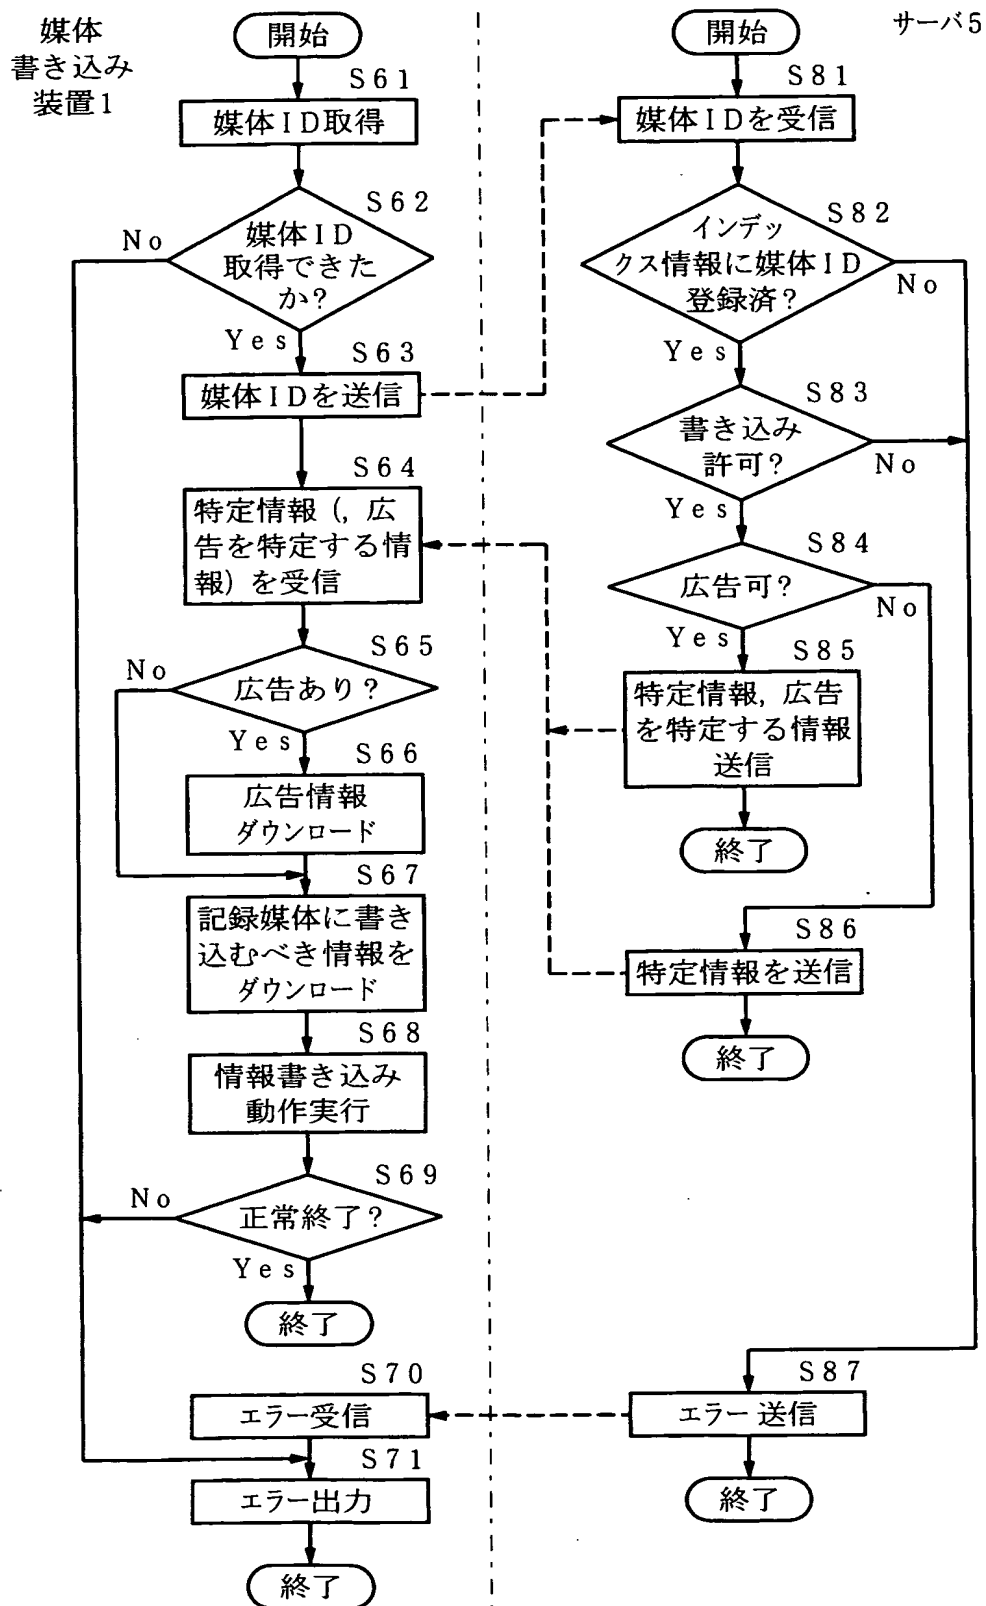 媒体
書き込み
装置1
開始
S61
媒体ID取得
S62
媒体ID
取得できた
か?
No
Yes
S63
媒体IDを送信
S64
特定情報(, 広
告を特定する情
報)を受信
S65
広告あり?
No
Yes
S66
広告情報
ダウンロード
S67
記録媒体に書き
込むべき情報を
ダウンロード
S68
情報書き込み
動作実行
S69
正常終了?
No
Yes
終了
S70
エラー受信
S71
エラー出力
終了
サーバ5
開始
S81
媒体IDを受信
S82
インデッ
クス情報に媒体ID
登録済?
No
Yes
S83
書き込み
許可?
No
Yes
S84
広告可?
No
Yes
S85
特定情報, 広告
を特定する情報
送信
終了
S86
特定情報を送信
終了
S87
エラー送信
終了